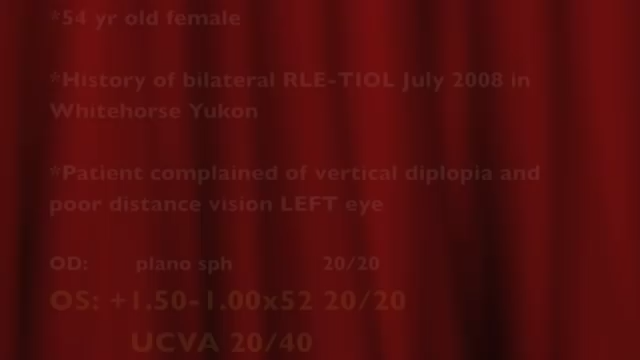 *54 yr old female
*History of bilateral RLE-TIOL July 2008 in
Whitehorse Yukon
*Patient complained of vertical diplopia and
poor distance vision LEFT eye
OD: plano sph 20/20
OS: +1.50-1.00x52 20/20
UCVA 20/40